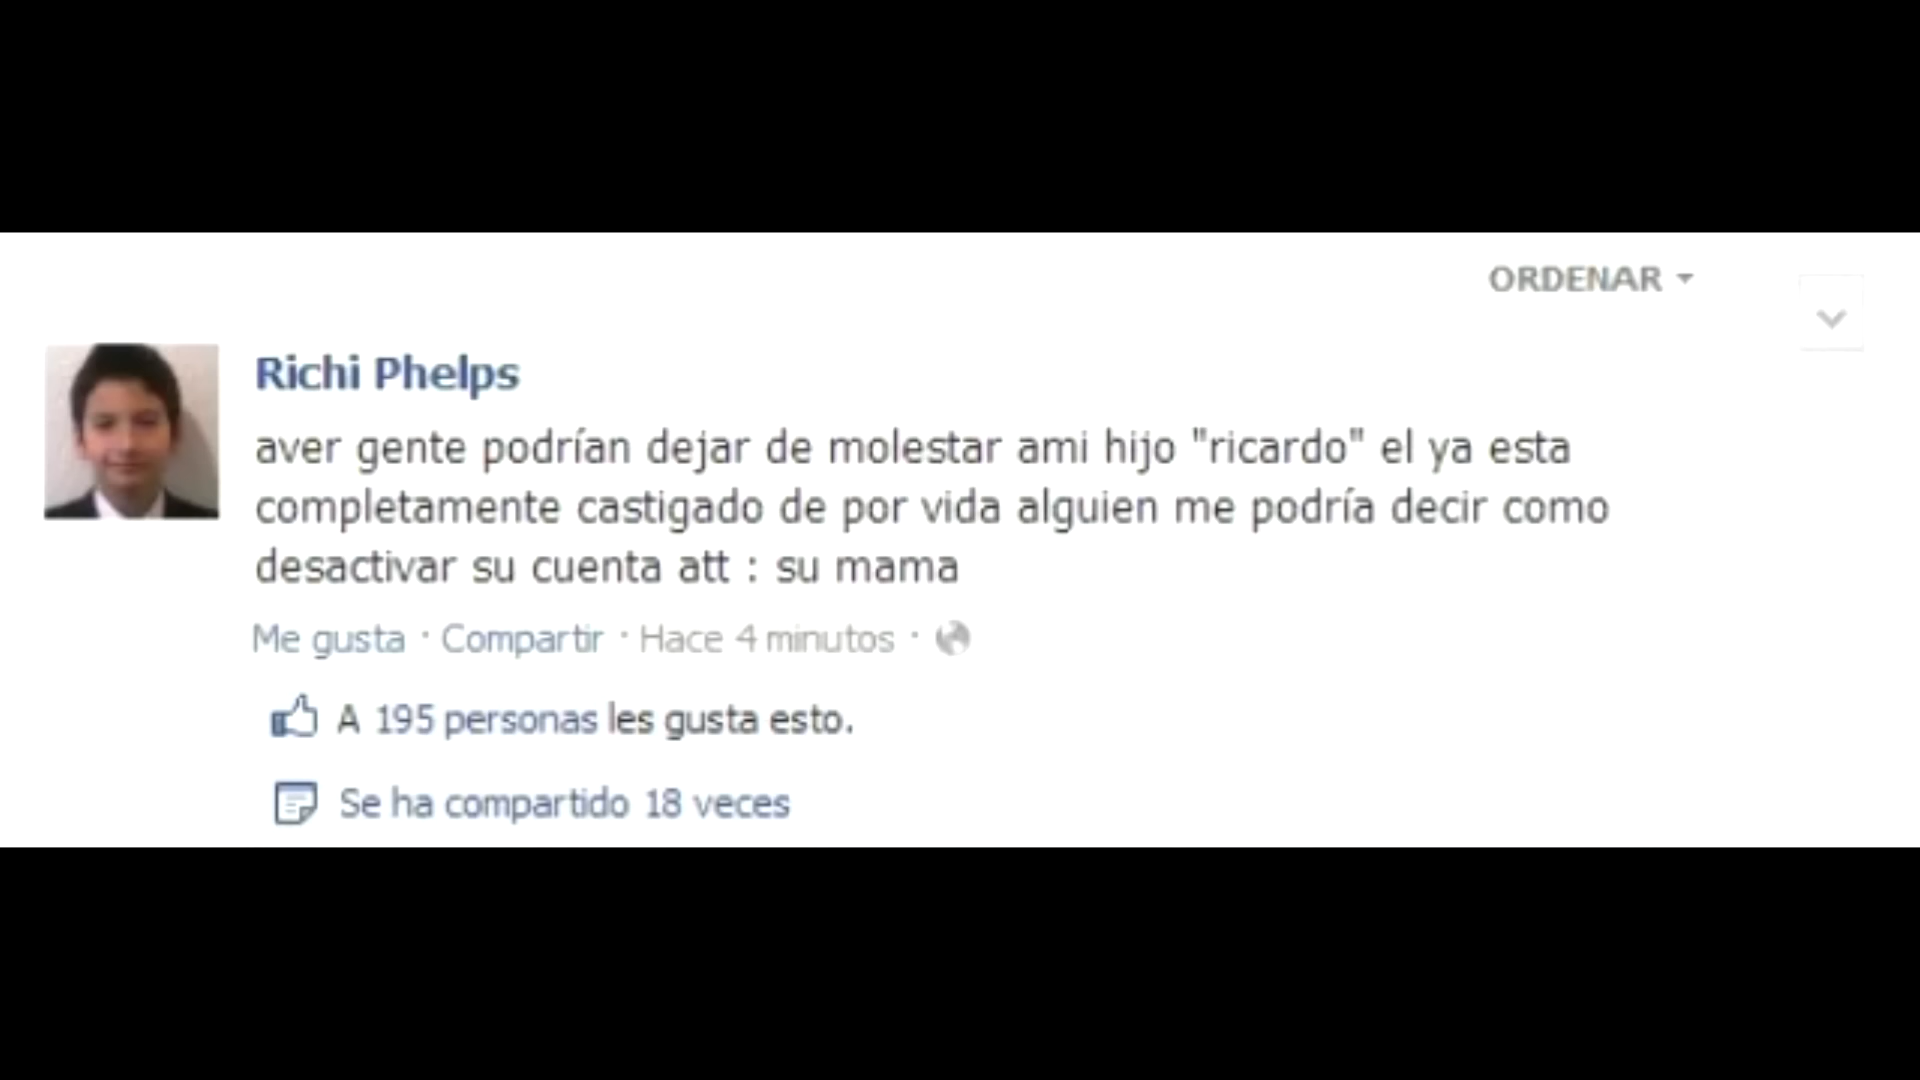 ORDENAR
Richi Phelps
aver gente podrían dejar de molestar ami hijo "ricardo" el ya esta
completamente castigado de por vida alguien me podría decir como
desactivar su cuenta att : su mama
Me gusta · Compartir · Hace 4 minutos ·
A 195 personas les gusta esto.
Se ha compartido 18 veces